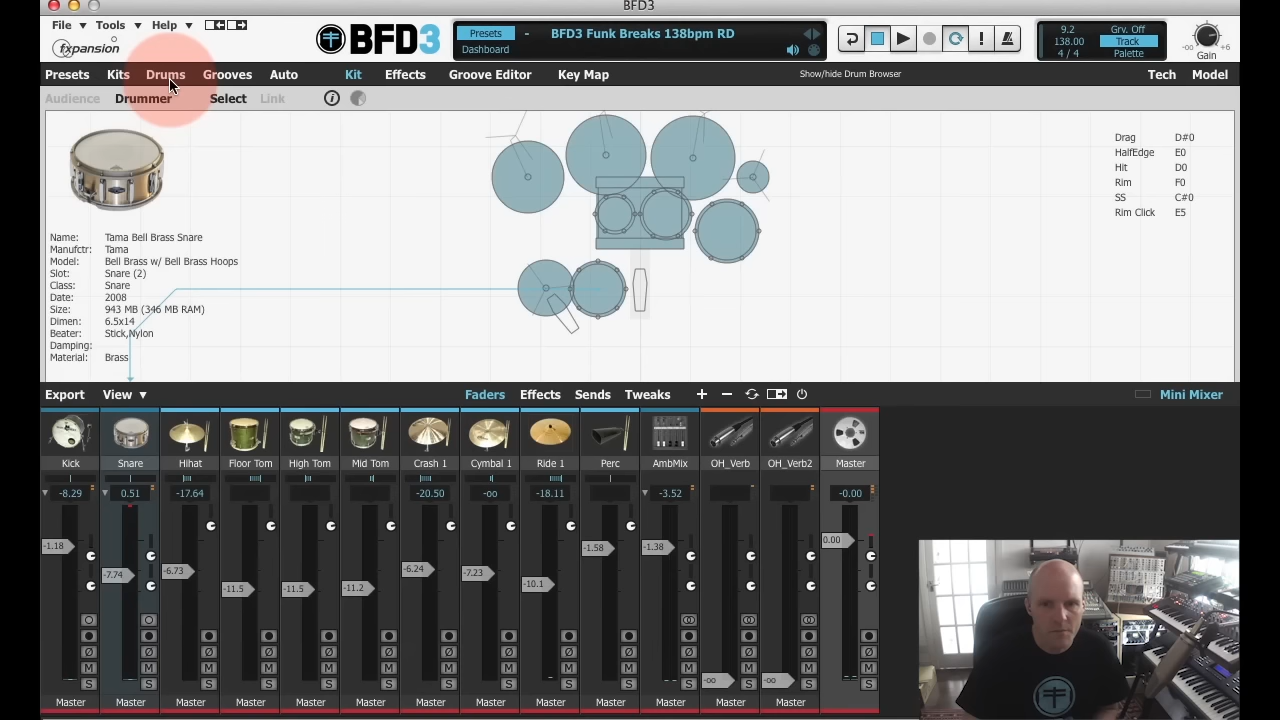 BFD3
File ▼ Tools ▼ Help ▼
fxpansion
BFD3
Presets - BFD3 Funk Breaks 138bpm RD
Dashboard
9.2 Grv. Off
138.00 Track
4 / 4 Palette
-oo +6
Gain
Presets Kits Drums Grooves Auto Kit Effects Groove Editor Key Map Show/hide Drum Browser Tech Model
Audience Drummer Select Link
Drag D#0
HalfEdge E0
Hit D0
Rim F0
SS C#0
Rim Click E5
Name: Tama Bell Brass Snare
Manufctr: Tama
Model: Bell Brass w/ Bell Brass Hoops
Slot: Snare (2)
Class: Snare
Date: 2008
Size: 943 MB (346 MB RAM)
Dimen: 6.5x14
Beater: Stick,Nylon
Damping:
Material: Brass
Export View ▼ Faders Effects Sends Tweaks Mini Mixer
Kick Snare Hihat Floor Tom High Tom Mid Tom Crash 1 Cymbal 1 Ride 1 Perc AmbMix OH_Verb OH_Verb2 Master
-8.29 0.51 -17.64 -20.50 -oo -18.11 -3.52 -0.00
-1.18 -7.74 -6.73 -11.5 -11.5 -11.2 -6.24 -7.23 -10.1 -1.58 -1.38 -oo -oo 0.00
Ø Ø Ø Ø Ø Ø Ø Ø Ø Ø Ø Ø Ø Ø
M M M M M M M M M M M M M M
S S S S S S S S S S S S S S
Master Master Master Master Master Master Master Master Master Master Master Master Master Master